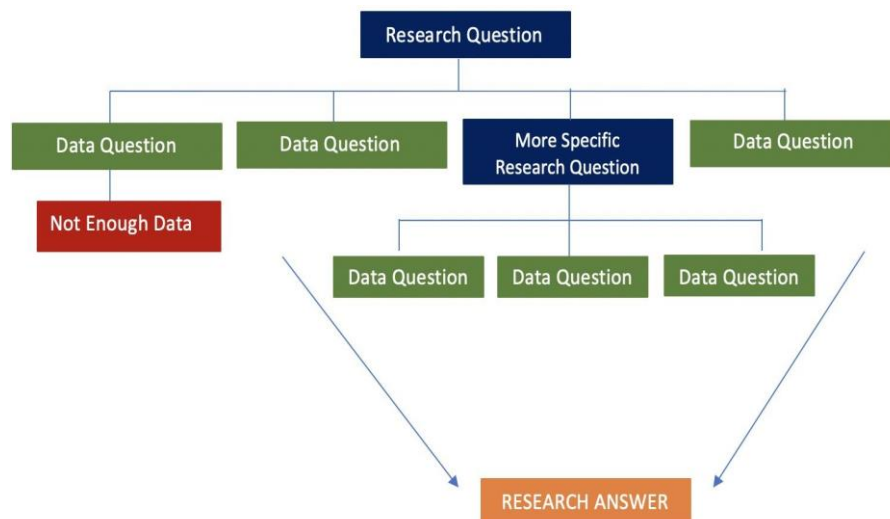 Research Question
Data Question
Data Question
More Specific
Research Question
Data Question
Not Enough Data
Data Question
Data Question
Data Question
RESEARCH ANSWER